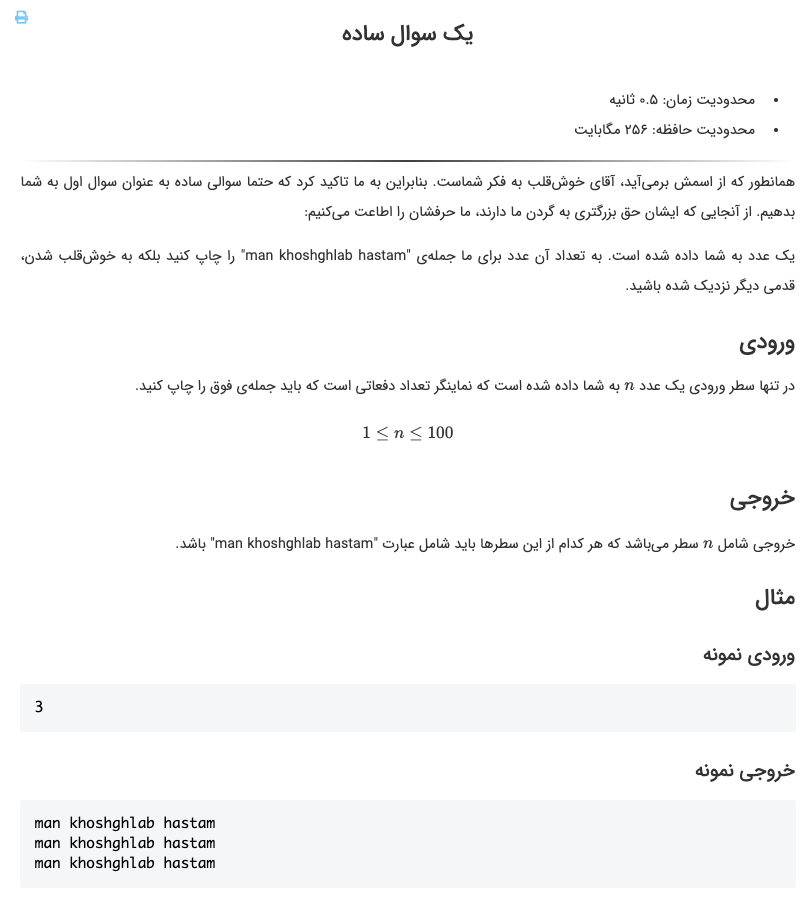 یک سوال ساده
• محدودیت زمان: ۰.۵ ثانیه
• محدودیت حافظه: ۲۵۶ مگابایت
همانطور که از اسمش برمی‌آید، آقای خوش‌قلب به فکر شماست. بنابراین به ما تاکید کرد که حتما سوالی ساده به عنوان سوال اول به شما
بدهیم. از آنجایی که ایشان حق بزرگتری به گردن ما دارند، ما حرفشان را اطاعت می‌کنیم:
یک عدد به شما داده شده است. به تعداد آن عدد برای ما جمله‌ی "man khoshghlab hastam" را چاپ کنید بلکه به خوش‌قلب شدن،
قدمی دیگر نزدیک شده باشید.
ورودی
در تنها سطر ورودی یک عدد n به شما داده شده است که نماینگر تعداد دفعاتی است که باید جمله‌ی فوق را چاپ کنید.
1 ≤ n ≤ 100
خروجی
خروجی شامل n سطر می‌باشد که هر کدام از این سطرها باید شامل عبارت "man khoshghlab hastam" باشد.
مثال
ورودی نمونه
3
خروجی نمونه
man khoshghlab hastam
man khoshghlab hastam
man khoshghlab hastam